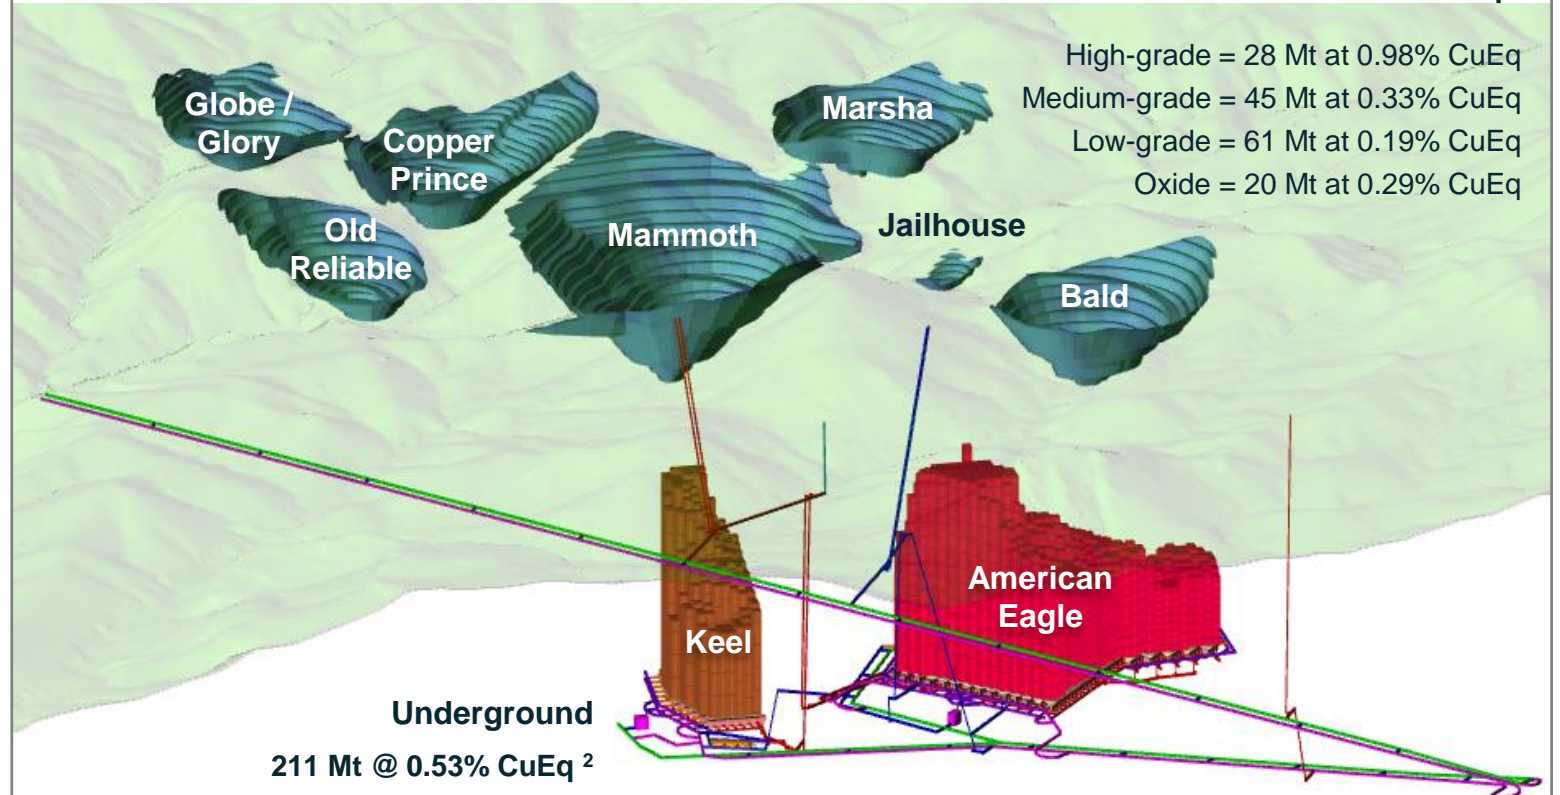 High-grade = 28 Mt at 0.98% CuEq
Medium-grade = 45 Mt at 0.33% CuEq
Low-grade = 61 Mt at 0.19% CuEq
Oxide = 20 Mt at 0.29% CuEq
Globe /
Glory
Copper
Prince
Marsha
Old
Reliable
Mammoth
Jailhouse
Bald
American
Eagle
Keel
Underground
211 Mt @ 0.53% CuEq 2